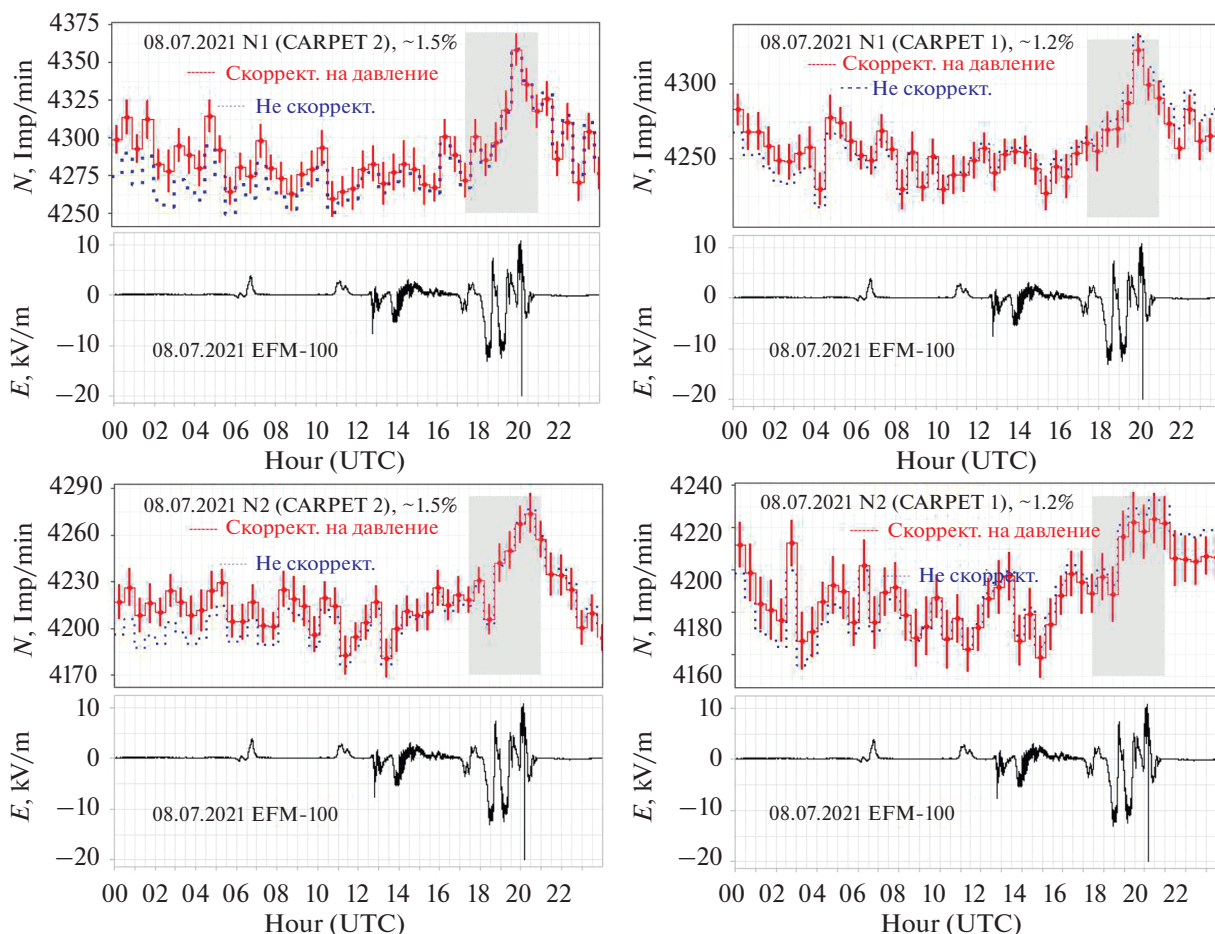 4375
08.07.2021 N1 (CARPET 2), ~1.5%
4350
Скоррект. на давление
4325
Не скоррект.
4300
4275
4250
N, Imp/min
10
0
−10
08.07.2021 EFM-100
−20
E, kV/m
00 02 04 06 08 10 12 14 16 18 20 22
Hour (UTC)
08.07.2021 N1 (CARPET 1), ~1.2%
Скоррект. на давление
4300
Не скоррект.
4250
N, Imp/min
10
0
−10
08.07.2021 EFM-100
−20
E, kV/m
00 02 04 06 08 10 12 14 16 18 20 22
Hour (UTC)
4290
08.07.2021 N2 (CARPET 2), ~1.5%
Скоррект. на давление
4260
Не скоррект.
4230
4200
4170
N, Imp/min
10
0
−10
08.07.2021 EFM-100
−20
E, kV/m
00 02 04 06 08 10 12 14 16 18 20 22
Hour (UTC)
4240
08.07.2021 N2 (CARPET 1), ~1.2%
4220
Скоррект. на давление
Не скоррект.
4200
4180
4160
N, Imp/min
10
0
−10
08.07.2021 EFM-100
−20
E, kV/m
00 02 04 06 08 10 12 14 16 18 20 22
Hour (UTC)